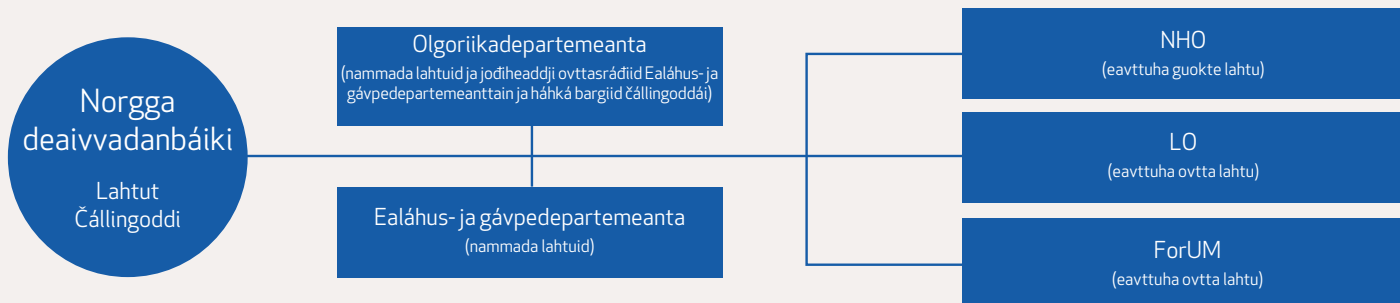 Norgga
deaivvadanbáiki
Lahtut
Čállingoddi
Olgoriikadepartemeanta
(nammada lahtuid ja jođiheaddji ovttasráđiid Ealáhus- ja
gávpedepartemeanttain ja háhká bargiid čállingoddái)
Ealáhus- ja gávpedepartemeanta
(nammada lahtuid)
NHO
(eavttuha guokte lahtu)
LO
(eavttuha ovtta lahtu)
ForUM
(eavttuha ovtta lahtu)